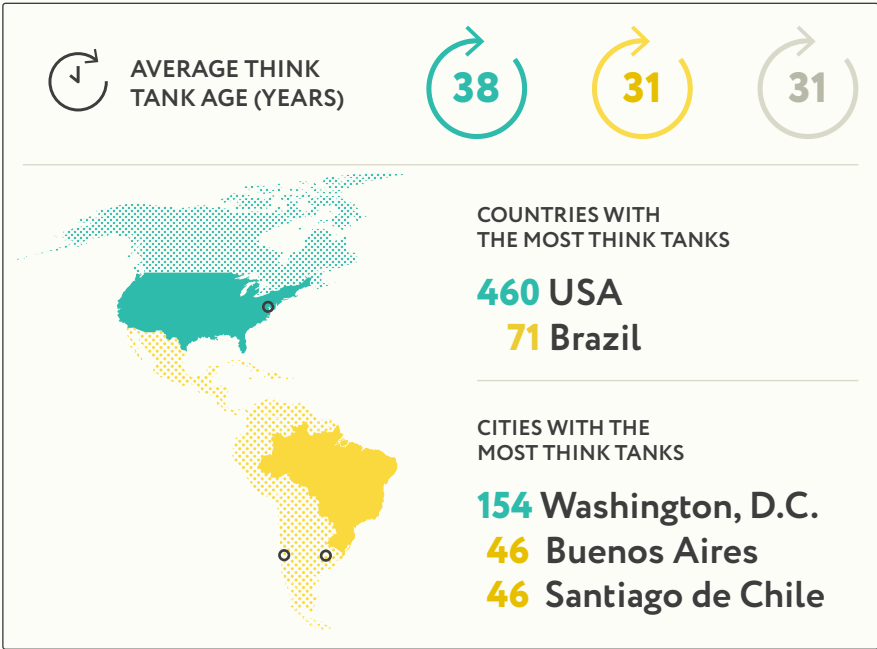 AVERAGE THINK
TANK AGE (YEARS)
38
31
31
COUNTRIES WITH
THE MOST THINK TANKS
460 USA
71 Brazil
CITIES WITH THE
MOST THINK TANKS
154 Washington, D.C.
46 Buenos Aires
46 Santiago de Chile